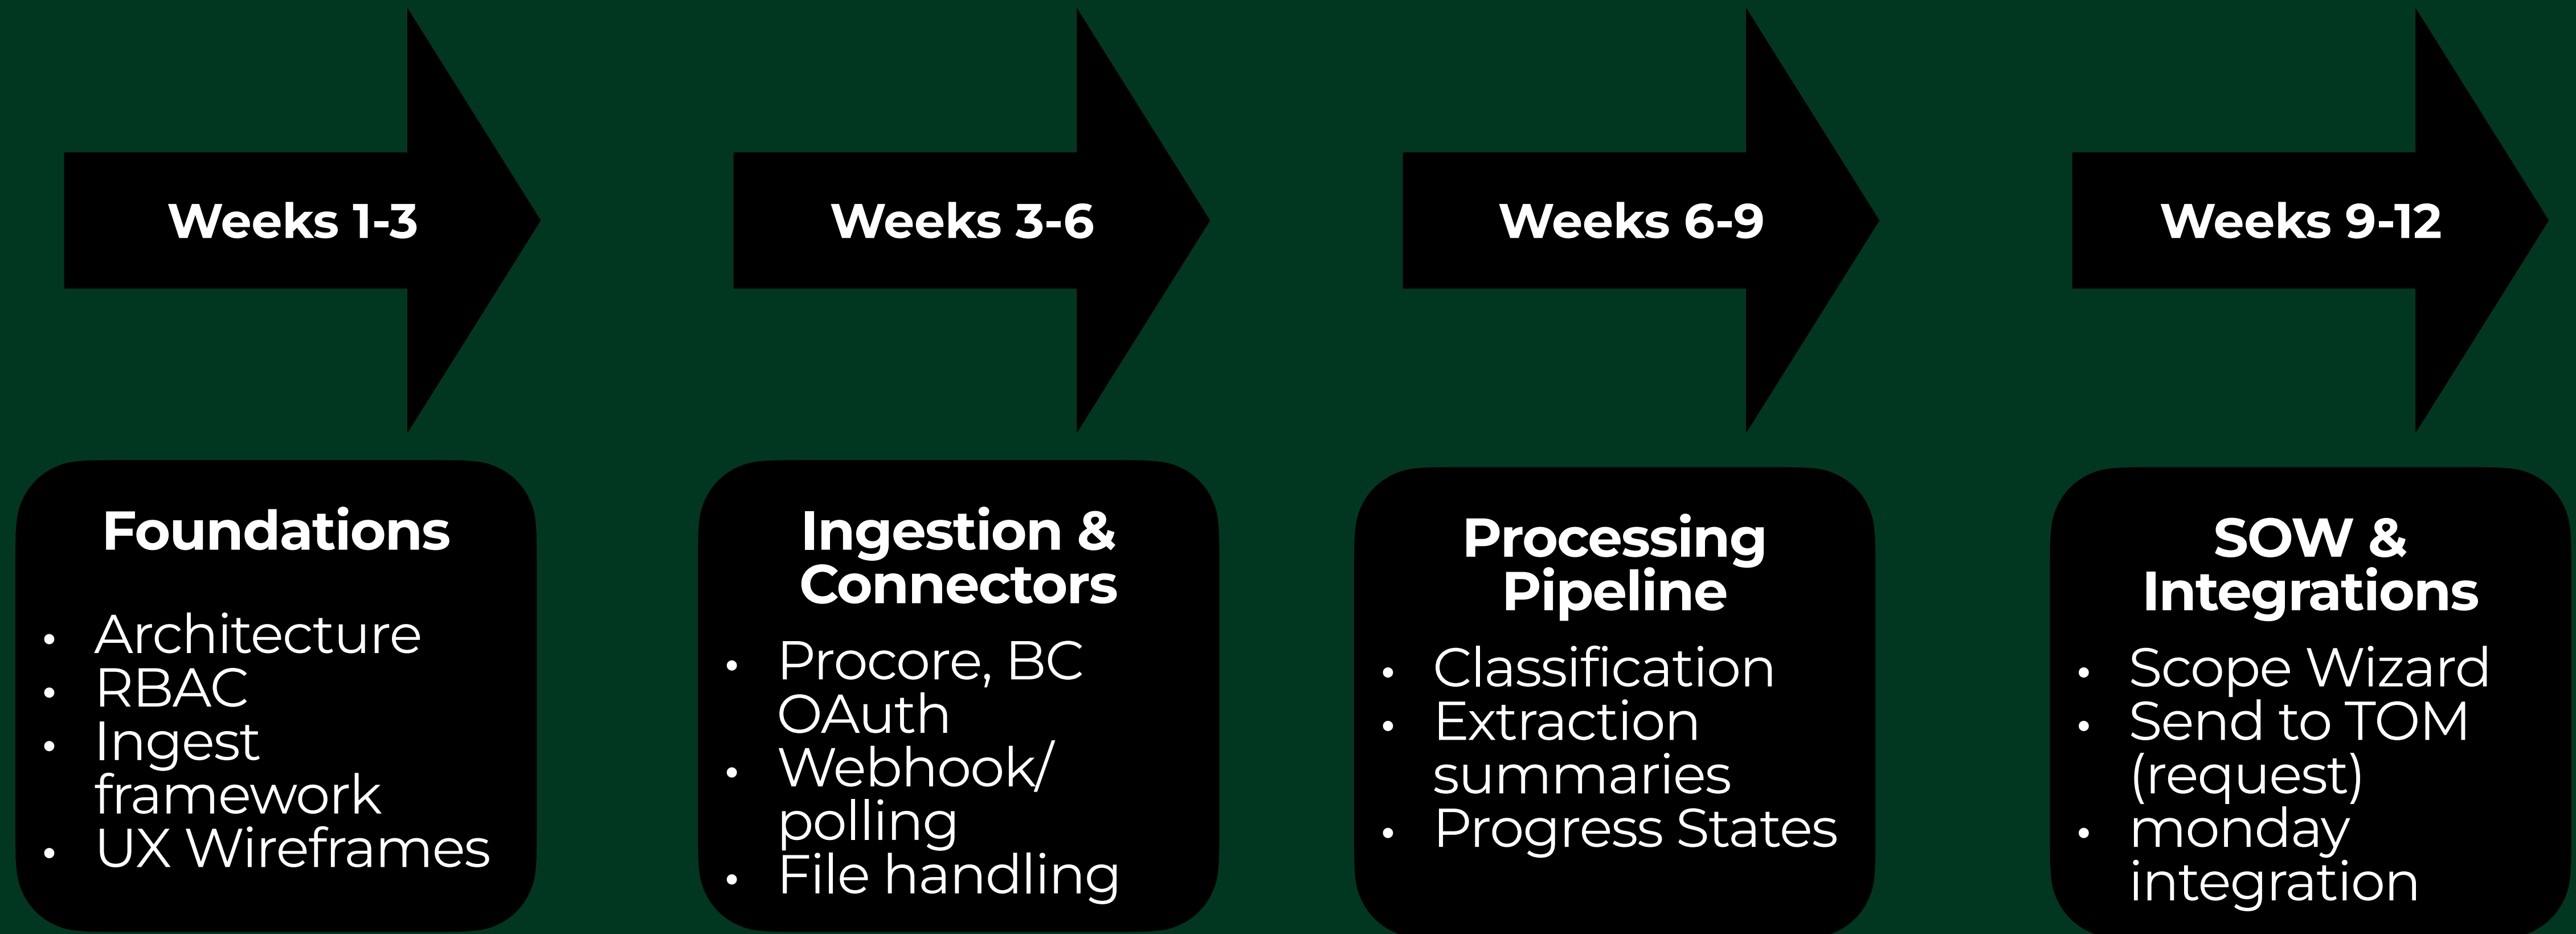 Weeks 1-3
Weeks 3-6
Weeks 6-9
Weeks 9-12
Foundations
• Architecture
• RBAC
• Ingest
framework
• UX Wireframes
Ingestion &
Connectors
• Procore, BC
OAuth
• Webhook/
polling
• File handling
Processing
Pipeline
• Classification
• Extraction
summaries
• Progress States
SOW &
Integrations
• Scope Wizard
• Send to TOM
(request)
• monday
integration